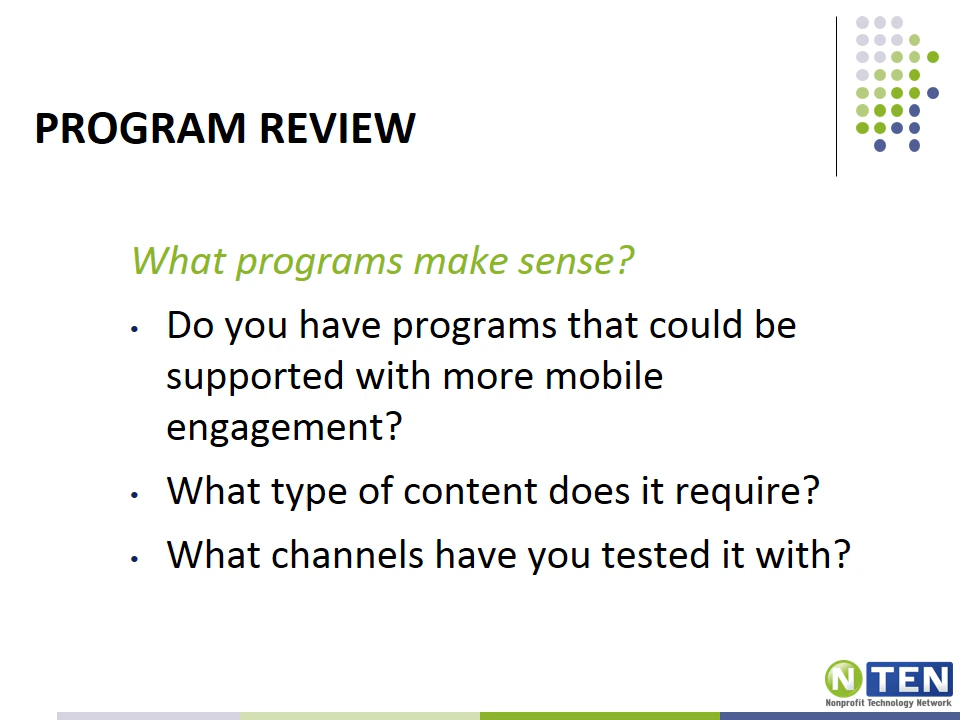 PROGRAM REVIEW
What programs make sense?
• Do you have programs that could be
supported with more mobile
engagement?
• What type of content does it require?
• What channels have you tested it with?
NTEN
Nonprofit Technology Network